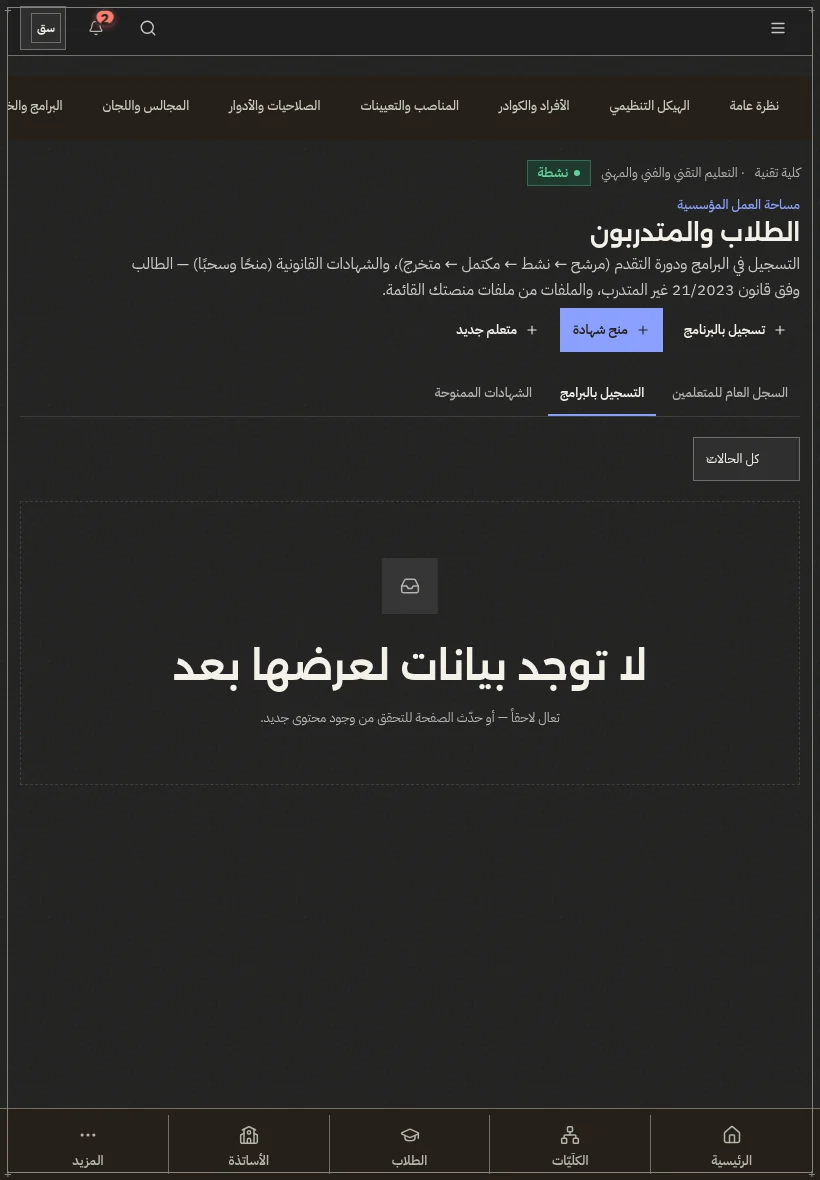 سق
2
نظرة عامة
الهيكل التنظيمي
الأفراد والكوادر
المناصب والتعيينات
الصلاحيات والأدوار
المجالس واللجان
البرامج والخ
كلية تقنية · التعليم التقني والفني والمهني
نشطة
مساحة العمل المؤسسية
الطلاب والمتدربون
التسجيل في البرامج ودورة التقدم (مرشح ← نشط ← مكتمل ← متخرج)، والشهادات القانونية (منحًا وسحبًا) — الطالب
وفق قانون 21/2023 غير المتدرب، والملفات من ملفات منصتك القائمة.
+ تسجيل بالبرنامج
+ منح شهادة
+ متعلم جديد
السجل العام للمتعلمين
التسجيل بالبرامج
الشهادات الممنوحة
كل الحالات
لا توجد بيانات لعرضها بعد
تعال لاحقاً — أو حدّث الصفحة للتحقق من وجود محتوى جديد.
الرئيسية
الكلّيّات
الطلاب
الأساتذة
المزيد